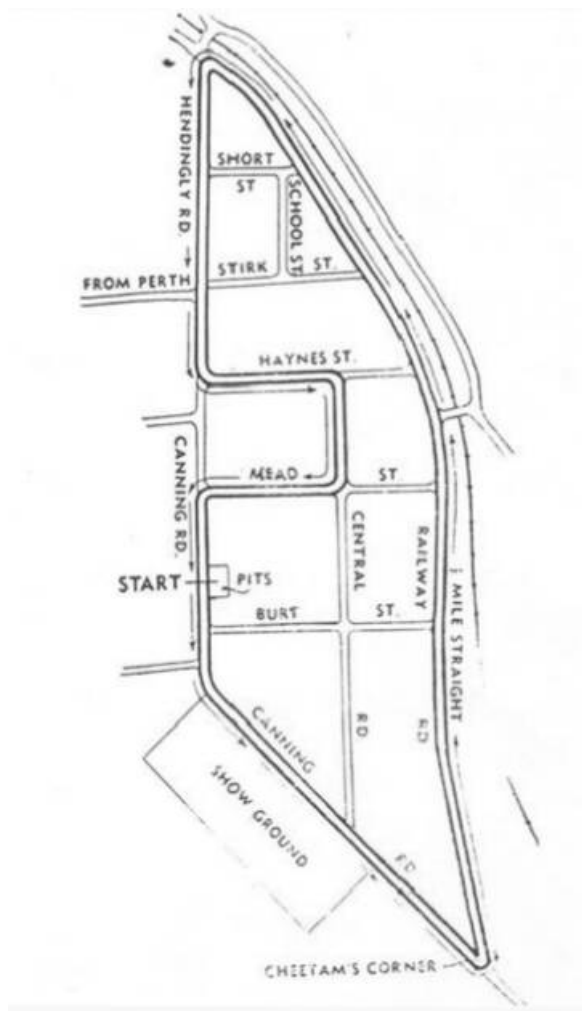 HENDINGLY RD.
SHORT
ST
SCHOOL ST.
STIRK ST.
FROM PERTH
HAYNES ST.
CANNING RD.
MEAD ST
CENTRAL
RAILWAY
START
PITS
MILE STRAIGHT
BURT ST.
CANNING
RD
RD
SHOW GROUND
RD
CHEETAM'S CORNER